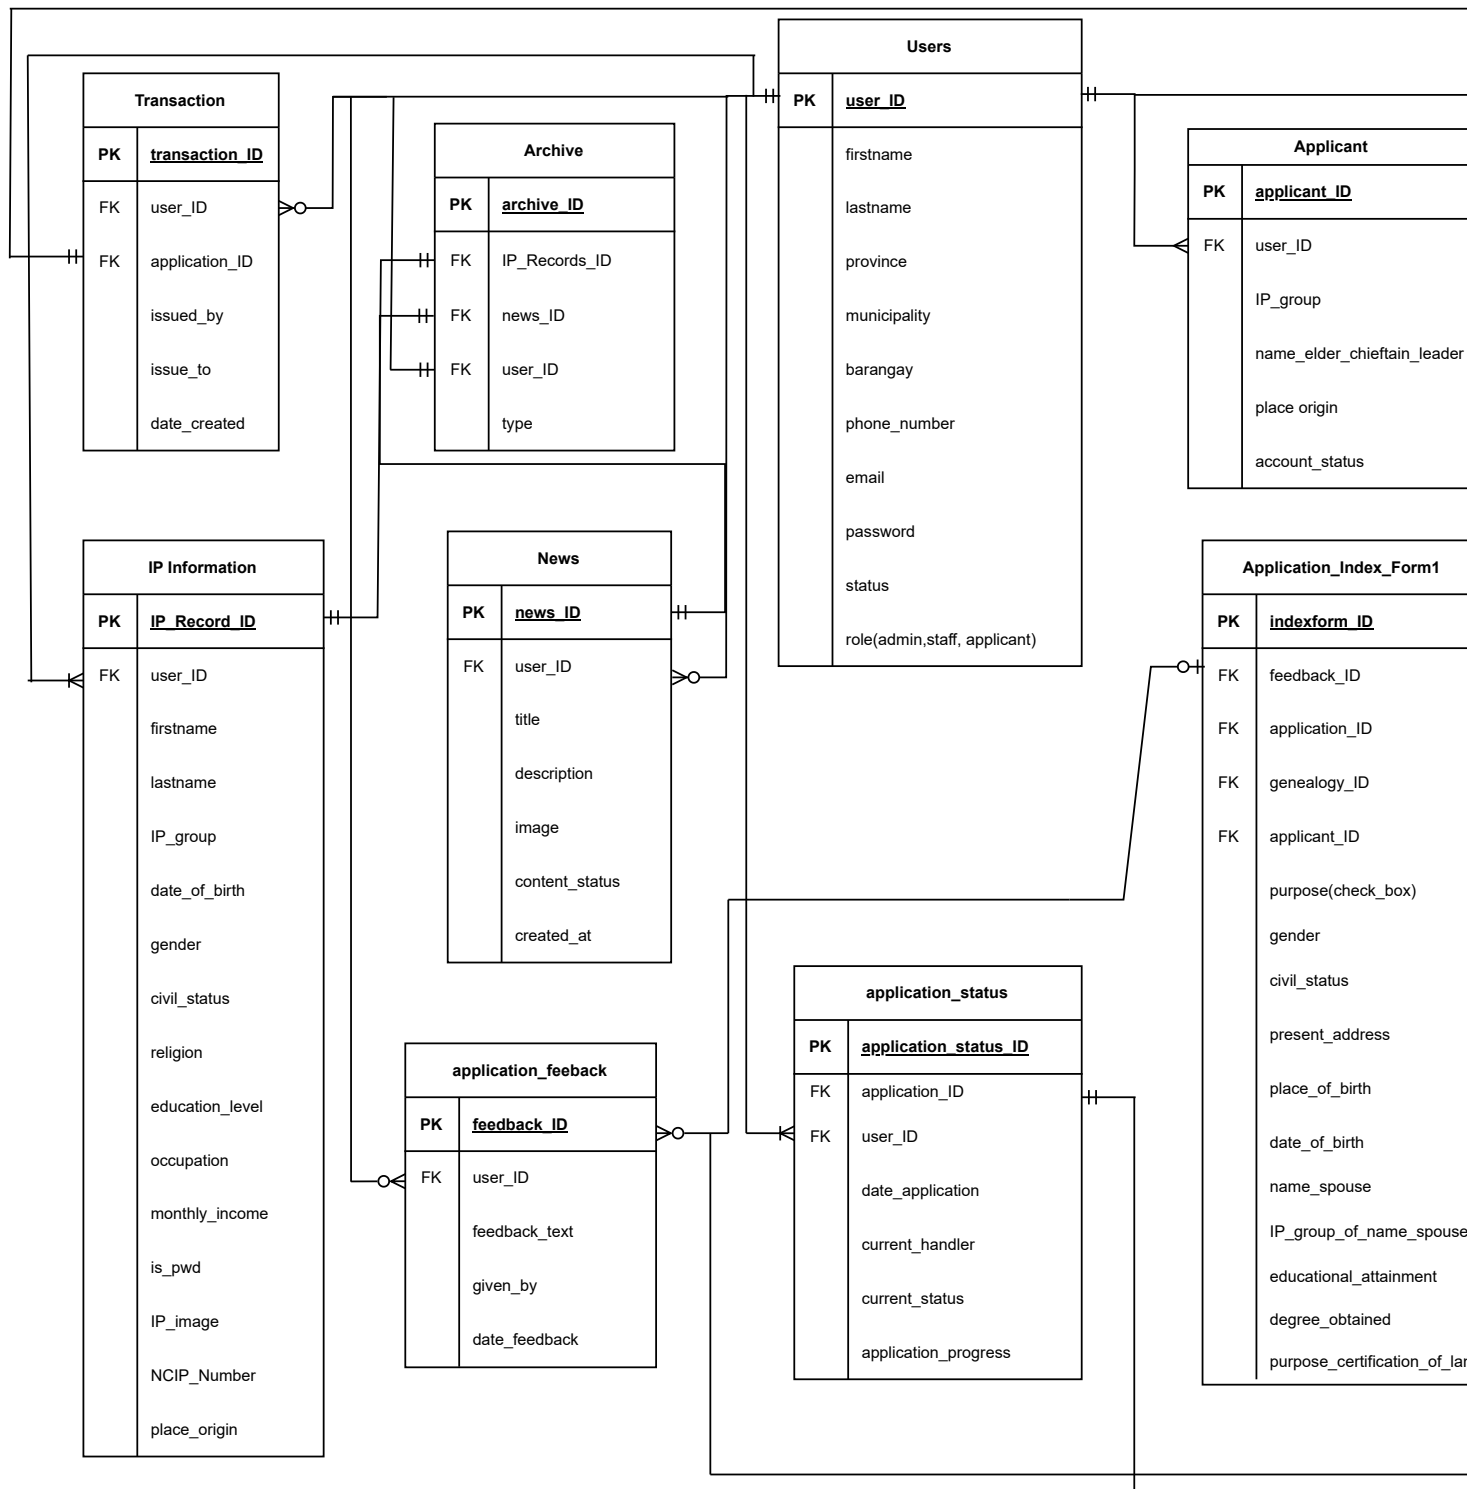 Users
PK user_ID
firstname
lastname
province
municipality
barangay
phone_number
email
password
status
role(admin,staff, applicant)
Transaction
PK transaction_ID
FK user_ID
FK application_ID
issued_by
issue_to
date_created
Archive
PK archive_ID
FK IP_Records_ID
FK news_ID
FK user_ID
type
Applicant
PK applicant_ID
FK user_ID
IP_group
name_elder_chieftain_leader
place origin
account_status
IP Information
PK IP_Record_ID
FK user_ID
firstname
lastname
IP_group
date_of_birth
gender
civil_status
religion
education_level
occupation
monthly_income
is_pwd
IP_image
NCIP_Number
place_origin
News
PK news_ID
FK user_ID
title
description
image
content_status
created_at
Application_Index_Form1
PK indexform_ID
FK feedback_ID
FK application_ID
FK genealogy_ID
FK applicant_ID
purpose(check_box)
gender
civil_status
present_address
place_of_birth
date_of_birth
name_spouse
IP_group_of_name_spouse
educational_attainment
degree_obtained
purpose_certification_of_lan
application_feeback
PK feedback_ID
FK user_ID
feedback_text
given_by
date_feedback
application_status
PK application_status_ID
FK application_ID
FK user_ID
date_application
current_handler
current_status
application_progress